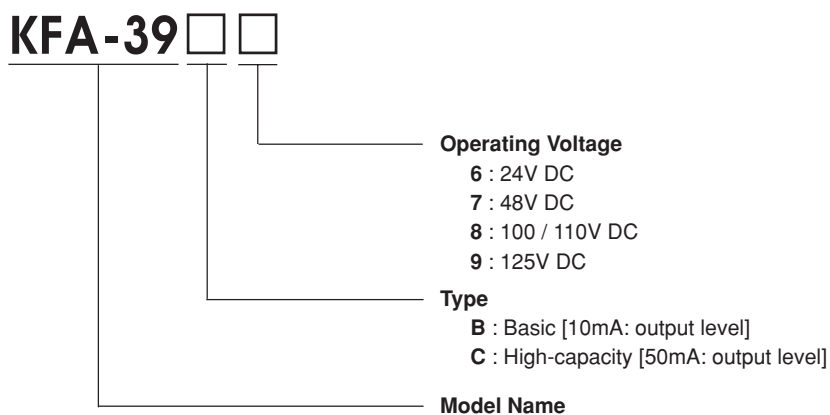 KFA-39□ □
Operating Voltage
6 : 24V DC
7 : 48V DC
8 : 100 / 110V DC
9 : 125V DC
Type
B : Basic [10mA: output level]
C : High-capacity [50mA: output level]
Model Name